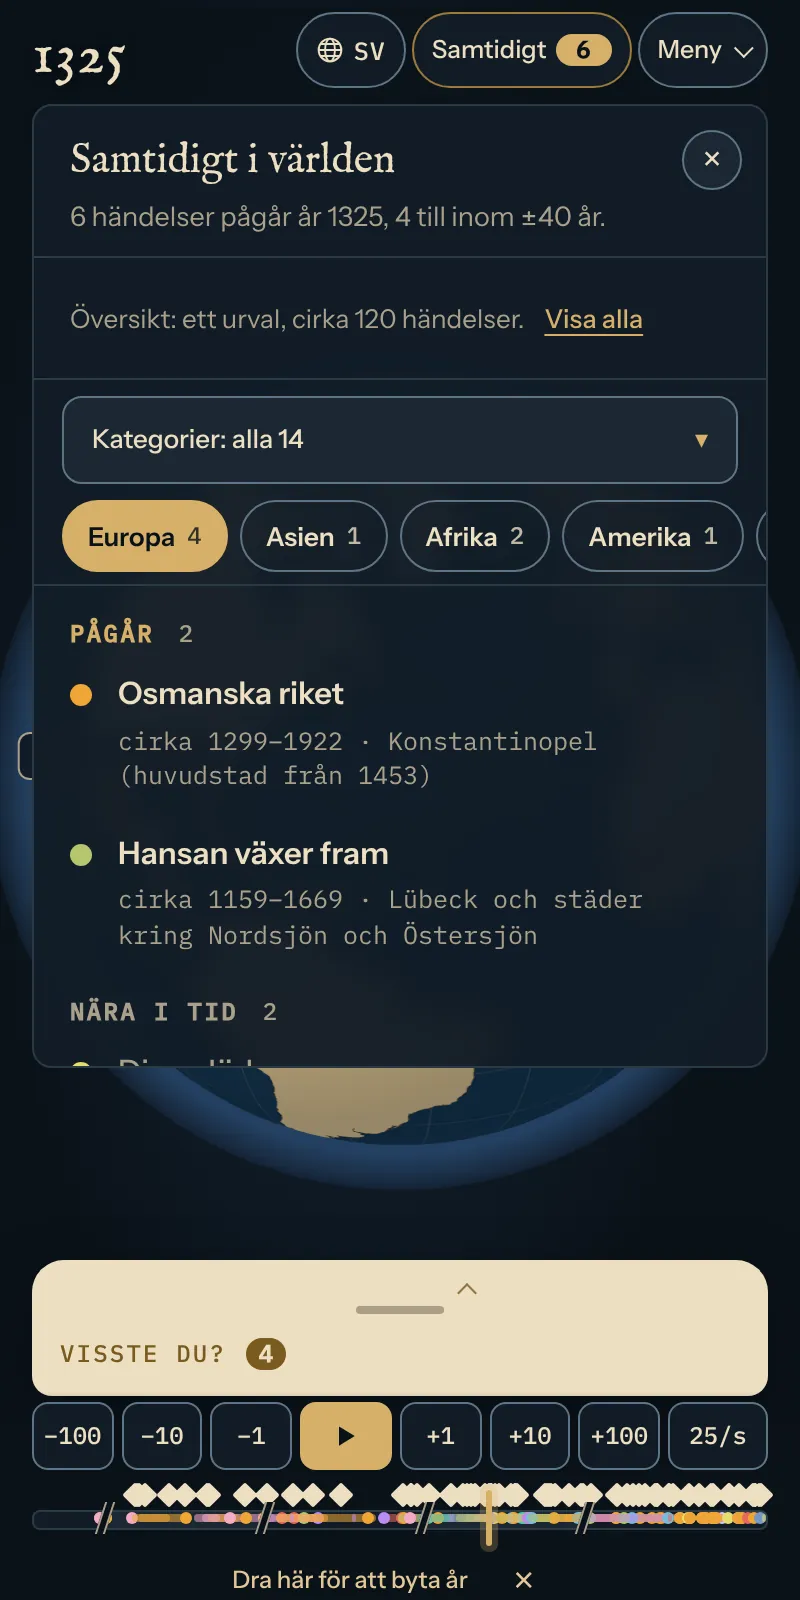 1325
SV
Samtidigt 6
Meny
Samtidigt i världen
×
6 händelser pågår år 1325, 4 till inom ±40 år.
Översikt: ett urval, cirka 120 händelser. Visa alla
Kategorier: alla 14
Europa 4
Asien 1
Afrika 2
Amerika 1
PÅGÅR 2
Osmanska riket
cirka 1299–1922 · Konstantinopel
(huvudstad från 1453)
Hansan växer fram
cirka 1159–1669 · Lübeck och städer
kring Nordsjön och Östersjön
NÄRA I TID 2
VISSTE DU? 4
−100 −10 −1 +1 +10 +100 25/s
Dra här för att byta år ×